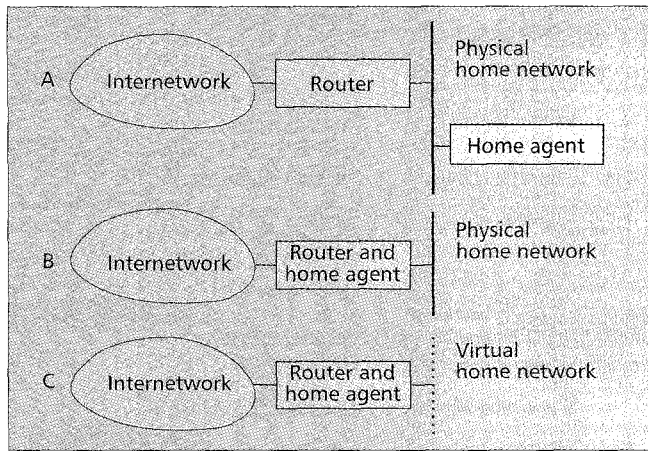 A
Internetwork
Router
Physical
home network
Home agent
B
Internetwork
Router and
home agent
Physical
home network
C
Internetwork
Router and
home agent
Virtual
home network